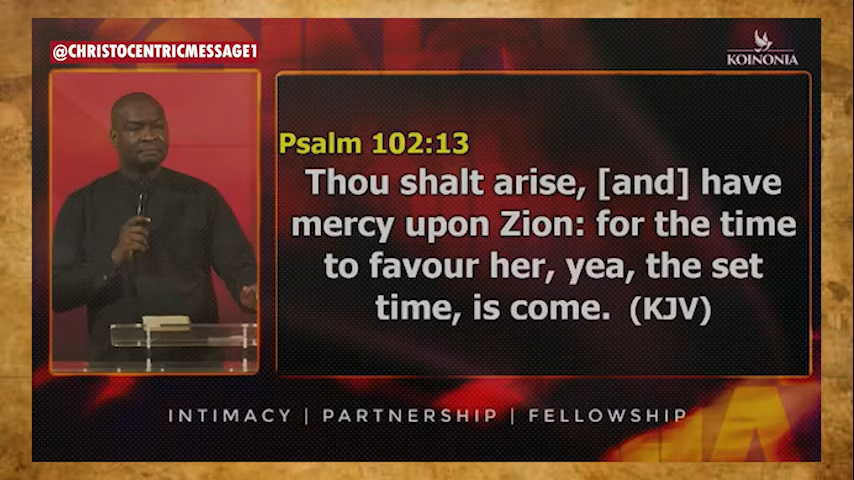 @CHRISTOCENTRICMESSAGE1
KOINONIA
Psalm 102:13
Thou shalt arise, [and] have
mercy upon Zion: for the time
to favour her, yea, the set
time, is come. (KJV)
INTIMACY | PARTNERSHIP | FELLOWSHIP